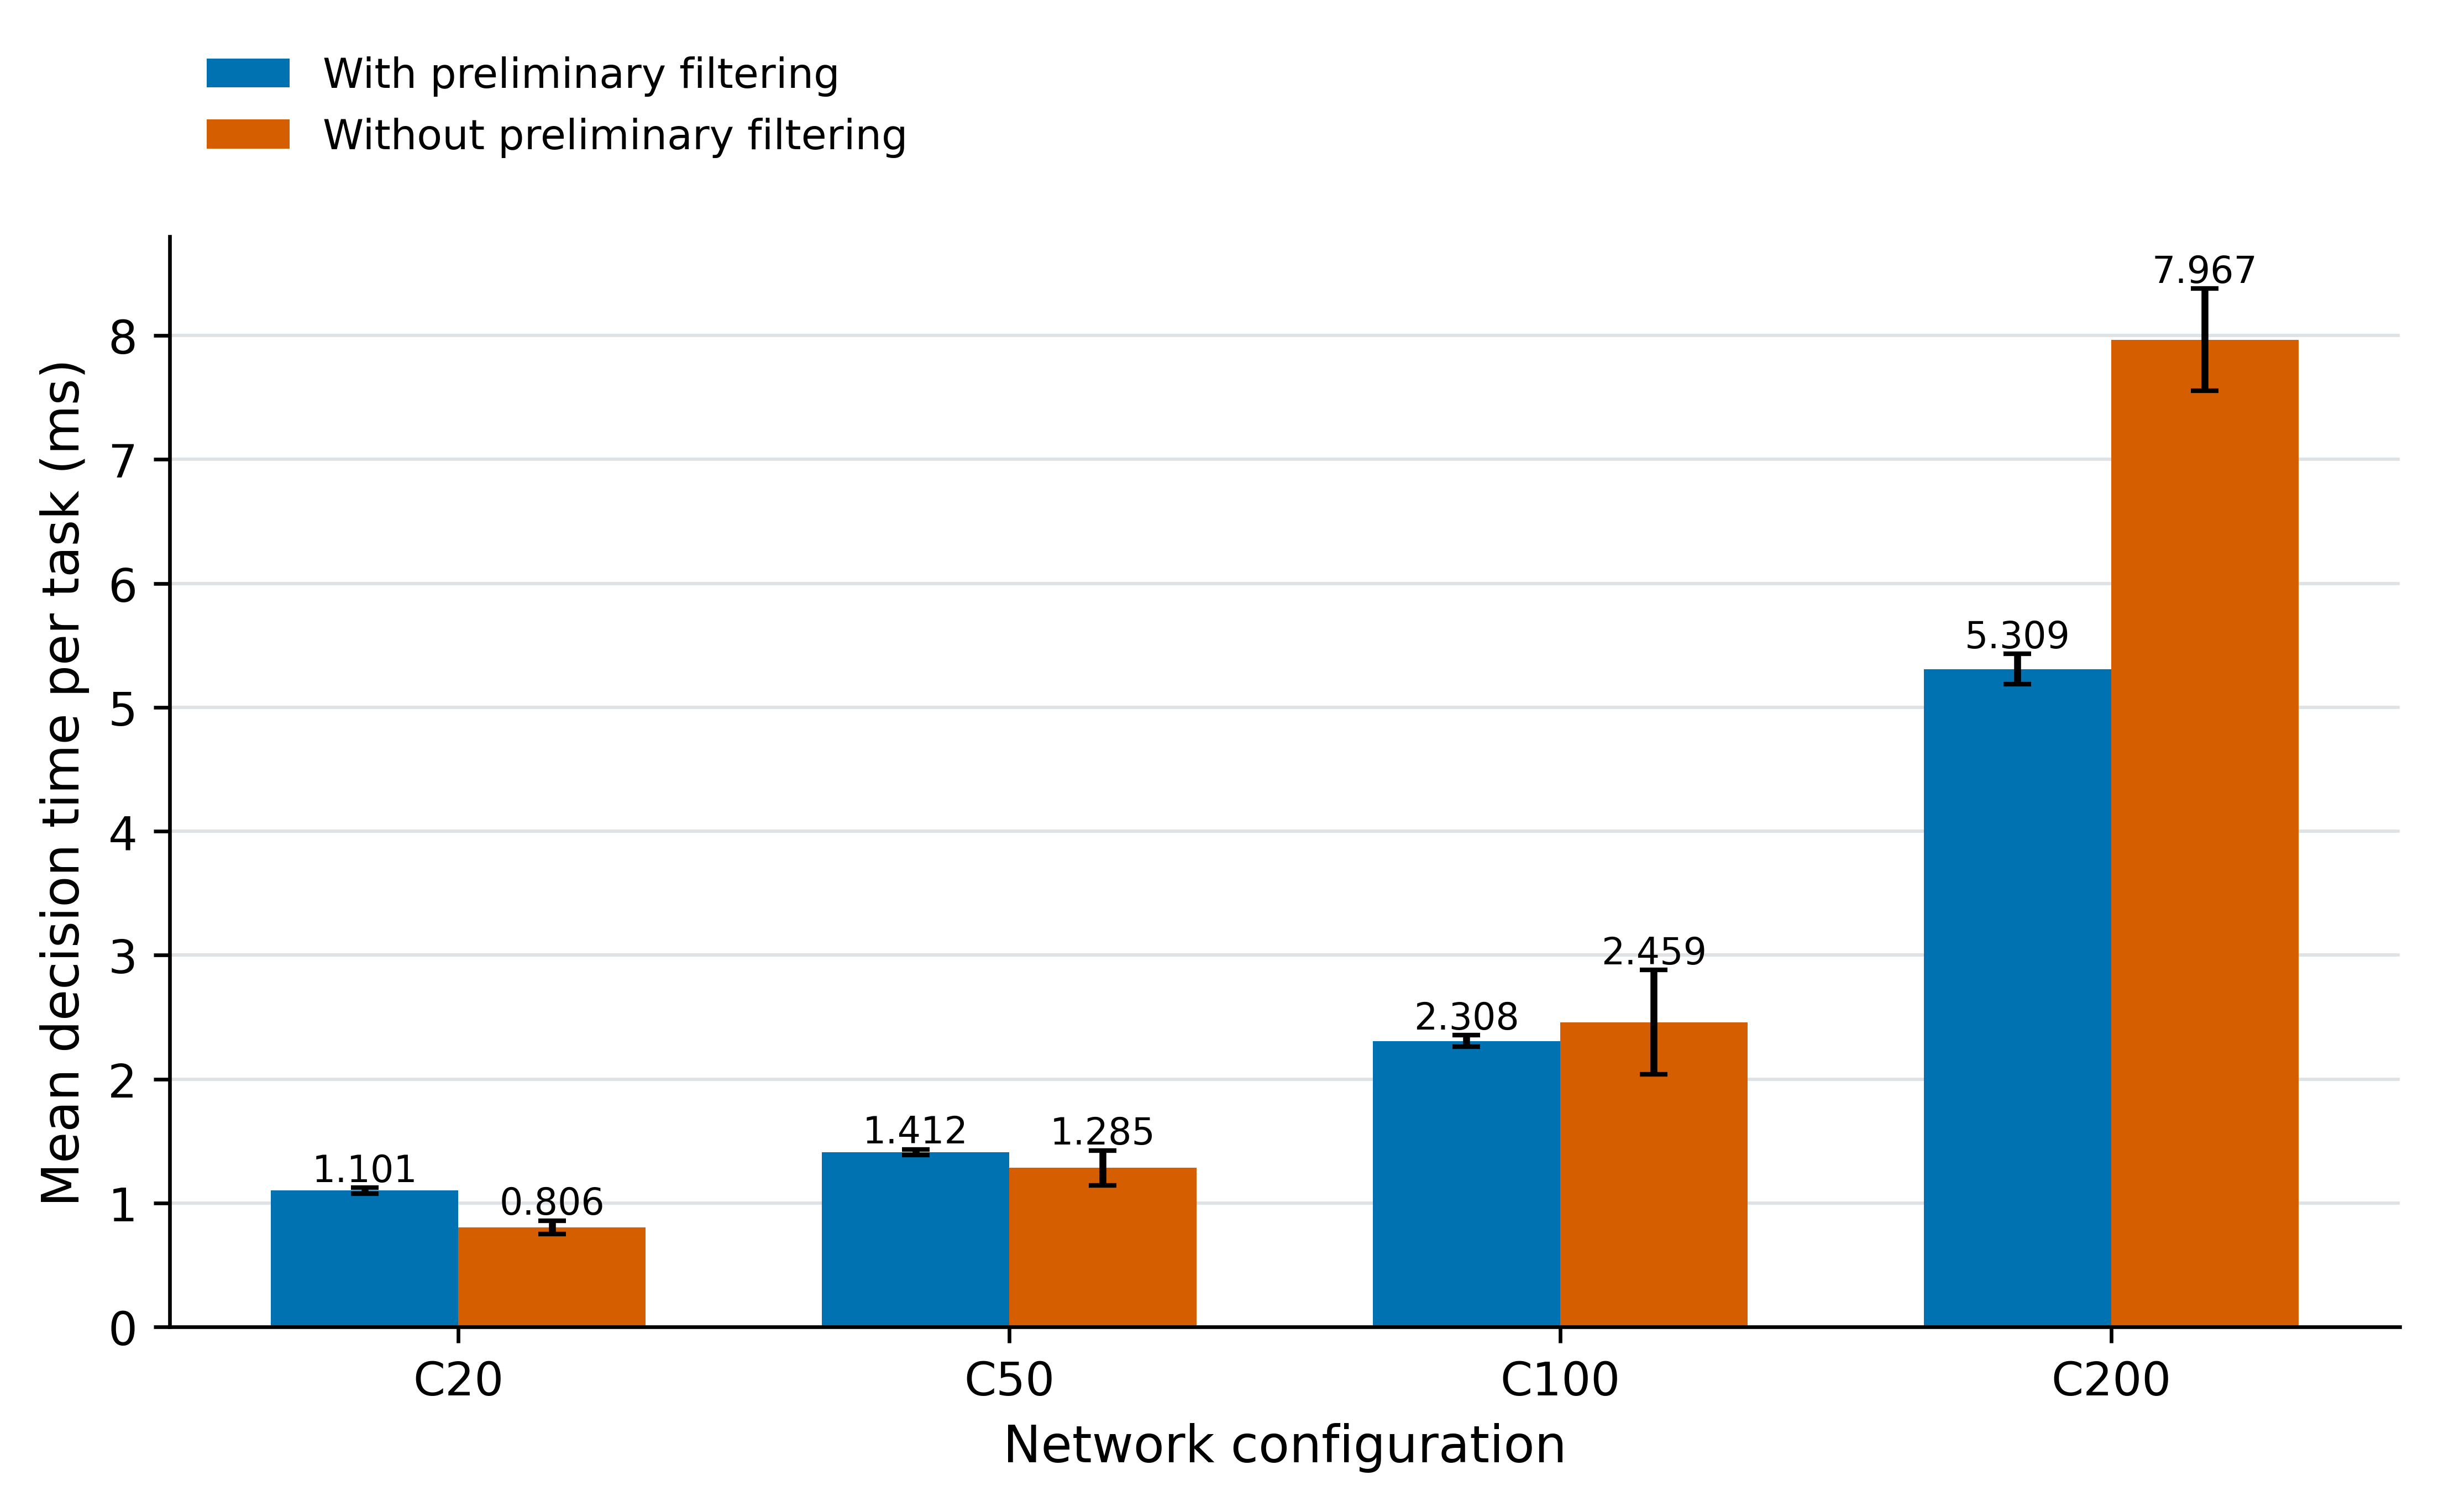 With preliminary filtering
Without preliminary filtering
Mean decision time per task (ms)
8
7
6
5
4
3
2
1
0
1.101
0.806
1.412
1.285
2.308
2.459
5.309
7.967
C20
C50
C100
C200
Network configuration